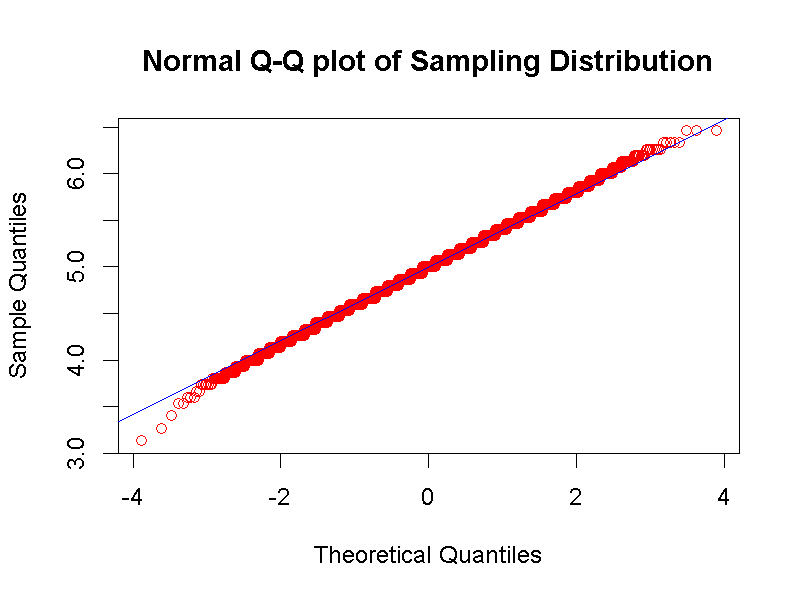 Normal Q-Q plot of Sampling Distribution
Sample Quantiles
6.0
5.0
4.0
3.0
-4 -2 0 2 4
Theoretical Quantiles